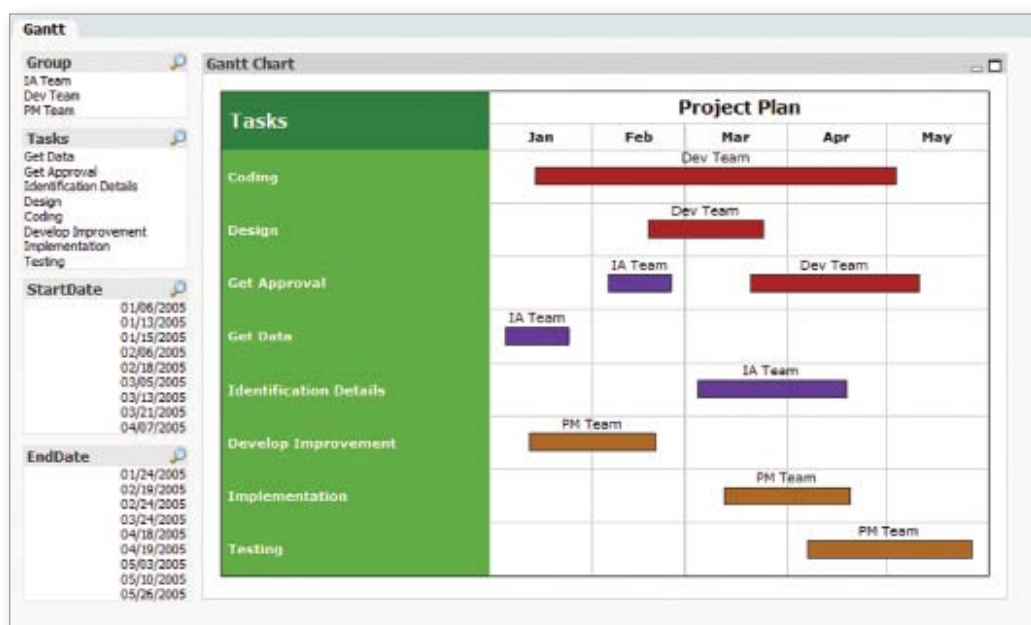 Gantt
Group
IA Team
Dev Team
PM Team
Tasks
Get Data
Get Approval
Identification Details
Design
Coding
Develop Improvement
Implementation
Testing
StartDate
01/06/2005
01/13/2005
01/15/2005
02/06/2005
02/18/2005
03/05/2005
03/13/2005
03/21/2005
04/07/2005
EndDate
01/24/2005
02/19/2005
02/24/2005
03/24/2005
04/18/2005
04/19/2005
05/03/2005
05/10/2005
05/26/2005
Gantt Chart
Tasks
Project Plan
Jan Feb Mar Apr May
Dev Team
Coding
Dev Team
Design
IA Team Dev Team
Get Approval
IA Team
Get Data
IA Team
Identification Details
PM Team
Develop Improvement
PM Team
Implementation
PM Team
Testing